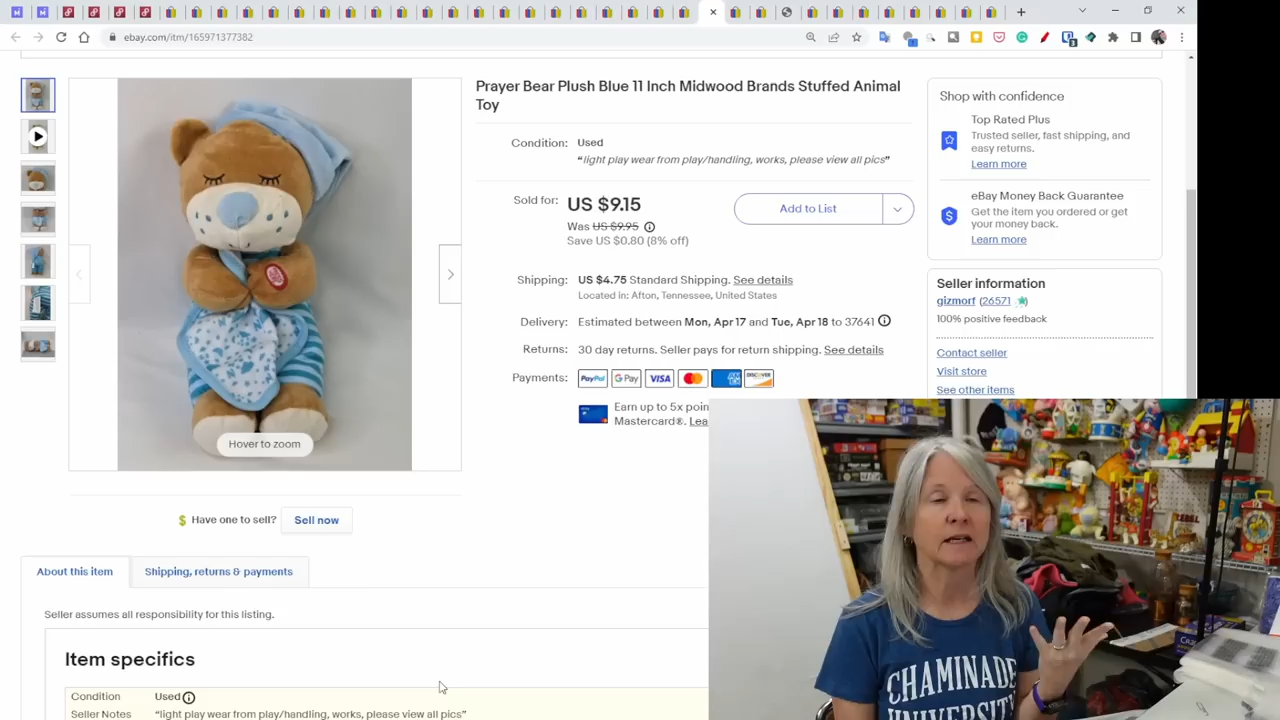 ebay.com/itm/165971377382
Prayer Bear Plush Blue 11 Inch Midwood Brands Stuffed Animal
Toy
Condition: Used
“light play wear from play/handling, works, please view all pics”
Sold for: US $9.15
Was US $9.95
Save US $0.80 (8% off)
Add to List
Shipping: US $4.75 Standard Shipping. See details
Located in: Afton, Tennessee, United States
Delivery: Estimated between Mon, Apr 17 and Tue, Apr 18 to 37641
Returns: 30 day returns. Seller pays for return shipping. See details
Payments: PayPal G Pay VISA DISCOVER
Earn up to 5x poin
Mastercard®. Lea
Shop with confidence
Top Rated Plus
Trusted seller, fast shipping, and
easy returns.
Learn more
eBay Money Back Guarantee
Get the item you ordered or get
your money back.
Learn more
Seller information
gizmorf (26571)
100% positive feedback
Contact seller
Visit store
See other items
Hover to zoom
Have one to sell? Sell now
About this item
Shipping, returns & payments
Seller assumes all responsibility for this listing.
Item specifics
Condition Used
Seller Notes “light play wear from play/handling, works, please view all pics”
CHAMINADE
UNIVERSITY